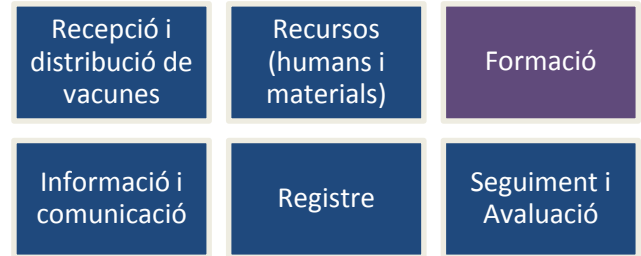 Recepció i
distribució de
vacunes
Recursos
(humans i
materials)
Formació
Informació i
comunicació
Registre
Seguiment i
Avaluació